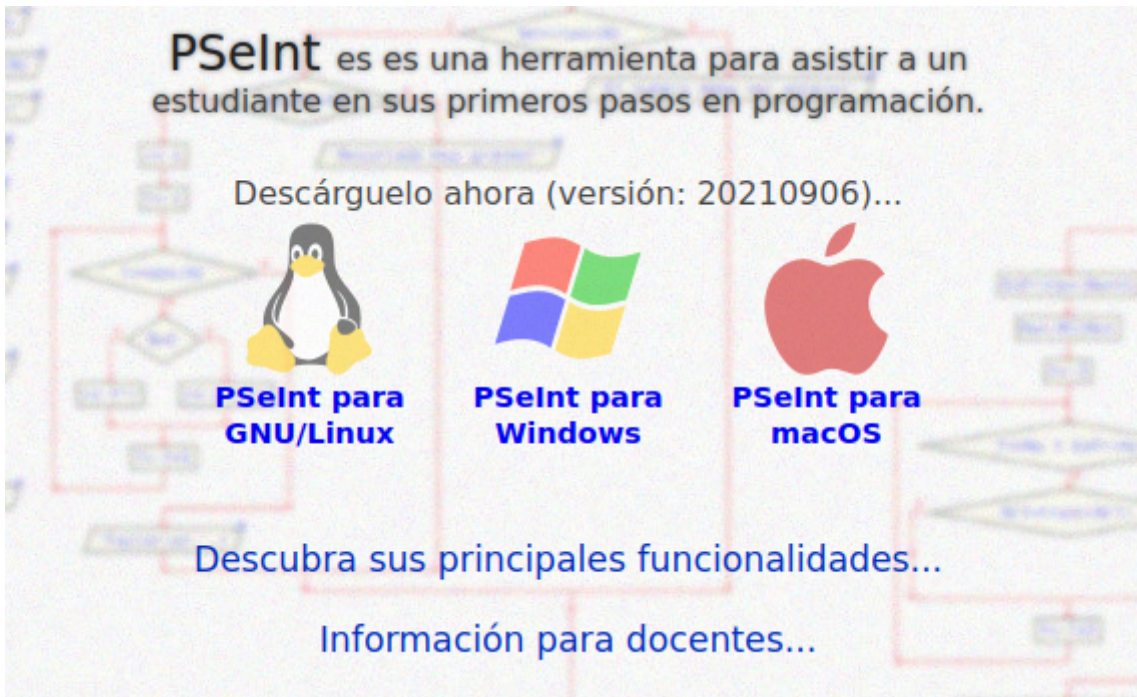 PSeInt es es una herramienta para asistir a un
estudiante en sus primeros pasos en programación.
Descárguelo ahora (versión: 20210906)...
PSeInt para
GNU/Linux
PSeInt para
Windows
PSeInt para
macOS
Descubra sus principales funcionalidades...
Información para docentes...